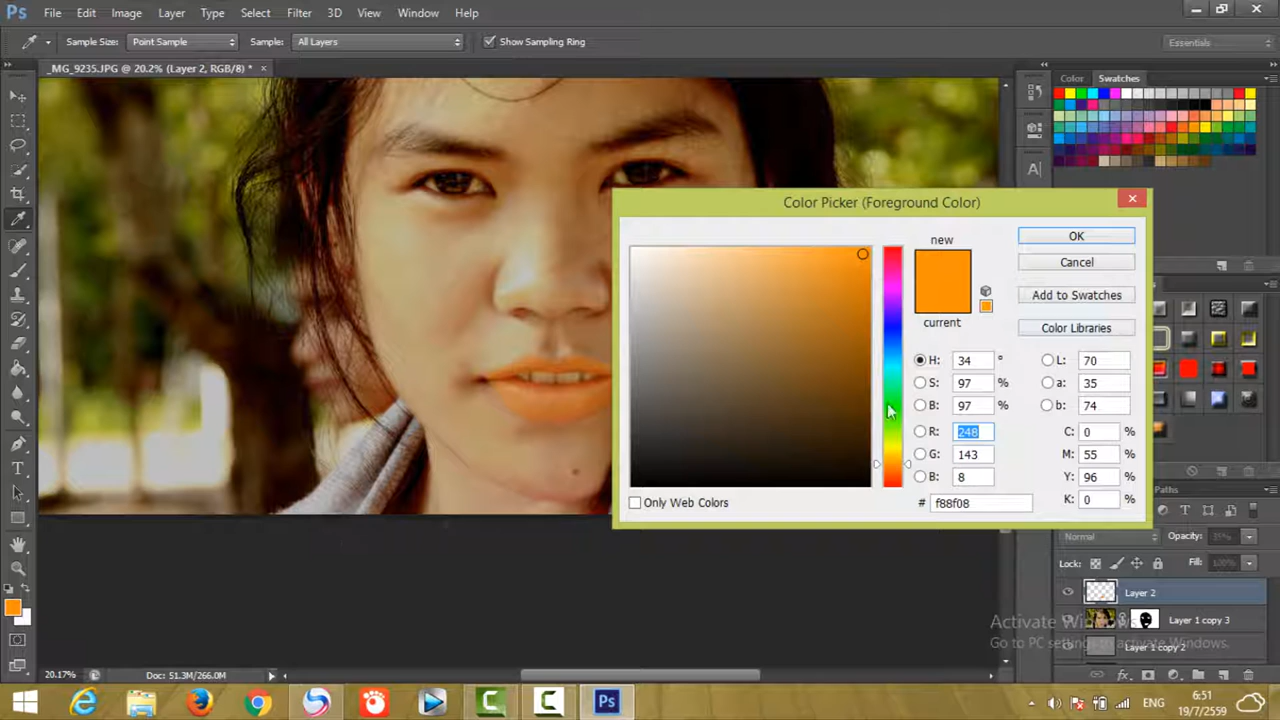 Ps File Edit Image Layer Type Select Filter 3D View Window Help
Sample Size: Point Sample Sample: All Layers Show Sampling Ring Essentials
_MG_9235.JPG @ 20.2% (Layer 2, RGB/8) * ×
Color Swatches
Color Picker (Foreground Color)
new
current
OK
Cancel
Add to Swatches
Color Libraries
H: 34 °
S: 97 %
B: 97 %
R: 248
G: 143
B: 8
# f88f08
L: 70
a: 35
b: 74
C: 0 %
M: 55 %
Y: 96 %
K: 0 %
Only Web Colors
Paths
Normal Opacity: 35%
Lock: Fill: 100%
Layer 2
Layer 1 copy 3
Layer 1 copy 2
Activate Windows
Go to PC settings to activate Windows.
20.17% Doc: 51.3M/266.0M
ENG
6:51
19/7/2559